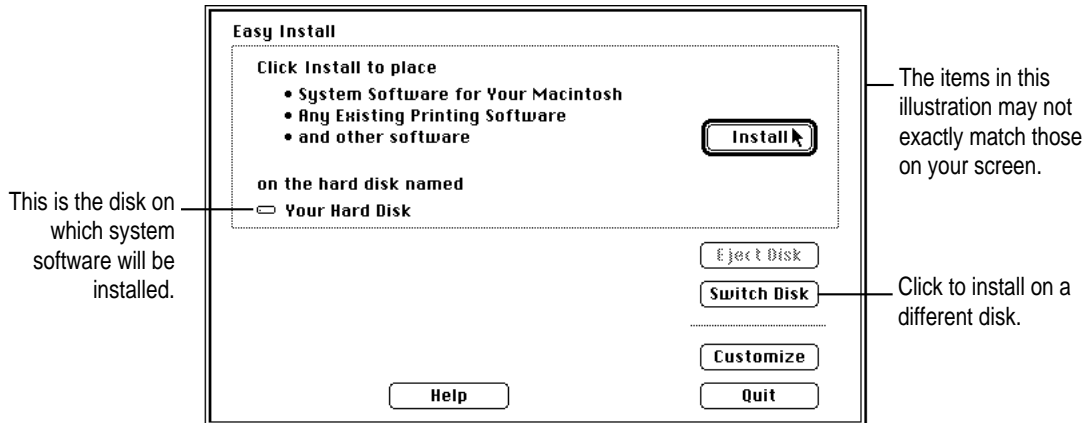 Easy Install
Click Install to place
• System Software for Your Macintosh
• Any Existing Printing Software
• and other software
Install
on the hard disk named
Your Hard Disk
Eject Disk
Switch Disk
Customize
Help
Quit
This is the disk on
which system
software will be
installed.
The items in this
illustration may not
exactly match those
on your screen.
Click to install on a
different disk.